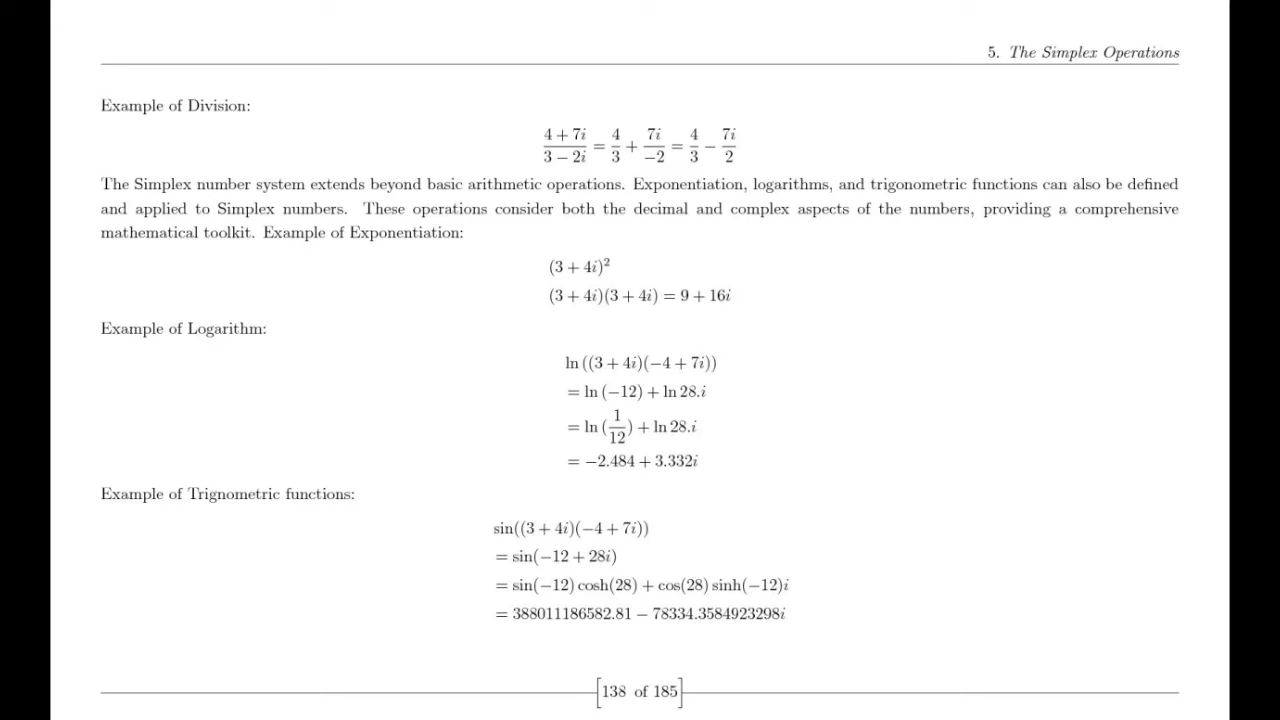 5. The Simplex Operations
Example of Division:
\frac{4 + 7i}{3 − 2i} = \frac{4}{3} + \frac{7i}{−2} = \frac{4}{3} − \frac{7i}{2}
The Simplex number system extends beyond basic arithmetic operations. Exponentiation, logarithms, and trigonometric functions can also be defined
and applied to Simplex numbers. These operations consider both the decimal and complex aspects of the numbers, providing a comprehensive
mathematical toolkit. Example of Exponentiation:
(3 + 4i)²
(3 + 4i)(3 + 4i) = 9 + 16i
Example of Logarithm:
ln ((3 + 4i)(−4 + 7i))
= ln (−12) + ln 28.i
= ln (\frac{1}{12}) + ln 28.i
= −2.484 + 3.332i
Example of Trignometric functions:
sin((3 + 4i)(−4 + 7i))
= sin(−12 + 28i)
= sin(−12) cosh(28) + cos(28) sinh(−12)i
= 388011186582.81 − 78334.3584923298i
[138 of 185]